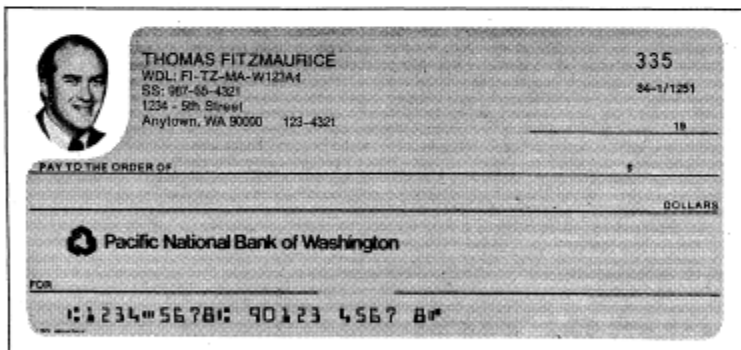 THOMAS FITZMAURICE 335
WDL: FI-TZ-MA-W123A4
SS: 987-65-4321 84-1/1251
1234 - 5th Street
Anytown, WA 90000 123-4321
19
PAY TO THE ORDER OF $
DOLLARS
Pacific National Bank of Washington
FOR
⑆1234⑉5678⑆ 90123 4567 8⑈